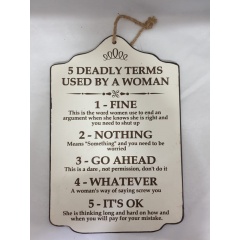 5 DEADLY TERMS
USED BY A WOMAN
1 - FINE
This is the word women use to end an
argument when she knows she is right and
you need to shut up
2 - NOTHING
Means "Something" and you need to be
worried
3 - GO AHEAD
This is a dare , not permission, don't do it
4 - WHATEVER
A woman's way of saying screw you
5 - IT'S OK
She is thinking long and hard on how and
when you will pay for your mistake.